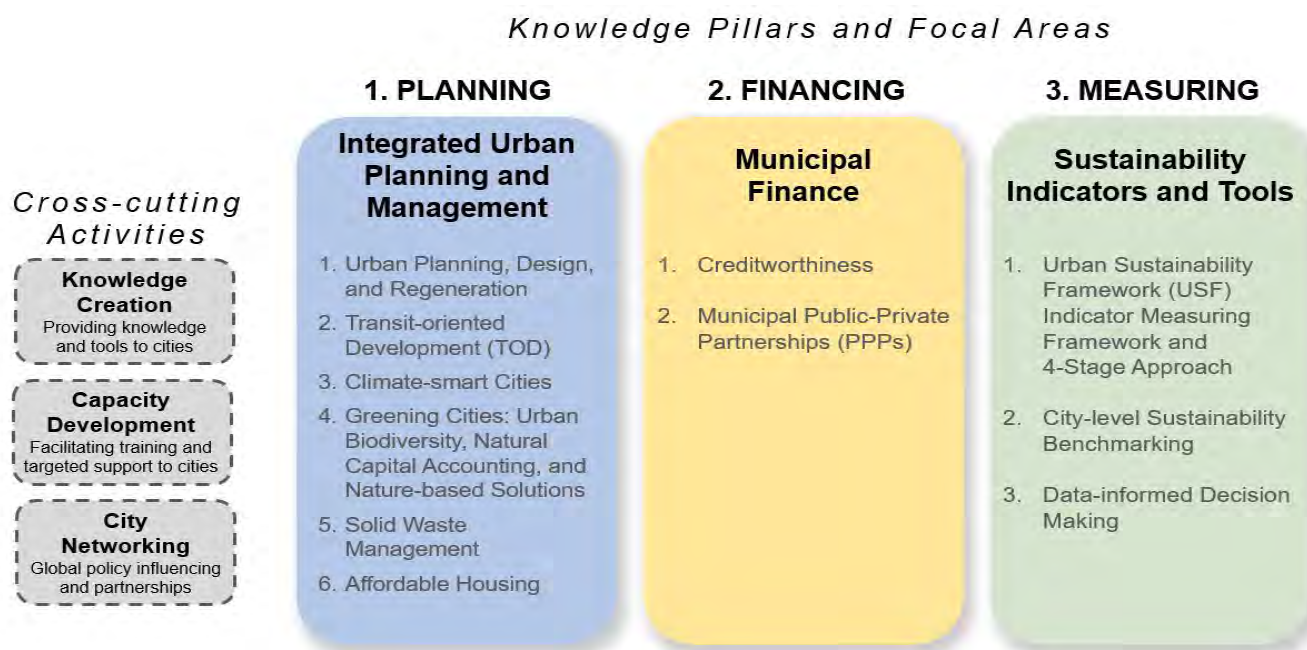 Knowledge Pillars and Focal Areas
Cross-cutting
Activities
Knowledge
Creation
Providing knowledge
and tools to cities
Capacity
Development
Facilitating training and
targeted support to cities
City
Networking
Global policy influencing
and partnerships
1. PLANNING
Integrated Urban
Planning and
Management
1. Urban Planning, Design,
and Regeneration
2. Transit-oriented
Development (TOD)
3. Climate-smart Cities
4. Greening Cities: Urban
Biodiversity, Natural
Capital Accounting, and
Nature-based Solutions
5. Solid Waste
Management
6. Affordable Housing
2. FINANCING
Municipal
Finance
1. Creditworthiness
2. Municipal Public-Private
Partnerships (PPPs)
3. MEASURING
Sustainability
Indicators and Tools
1. Urban Sustainability
Framework (USF)
Indicator Measuring
Framework and
4-Stage Approach
2. City-level Sustainability
Benchmarking
3. Data-informed Decision
Making